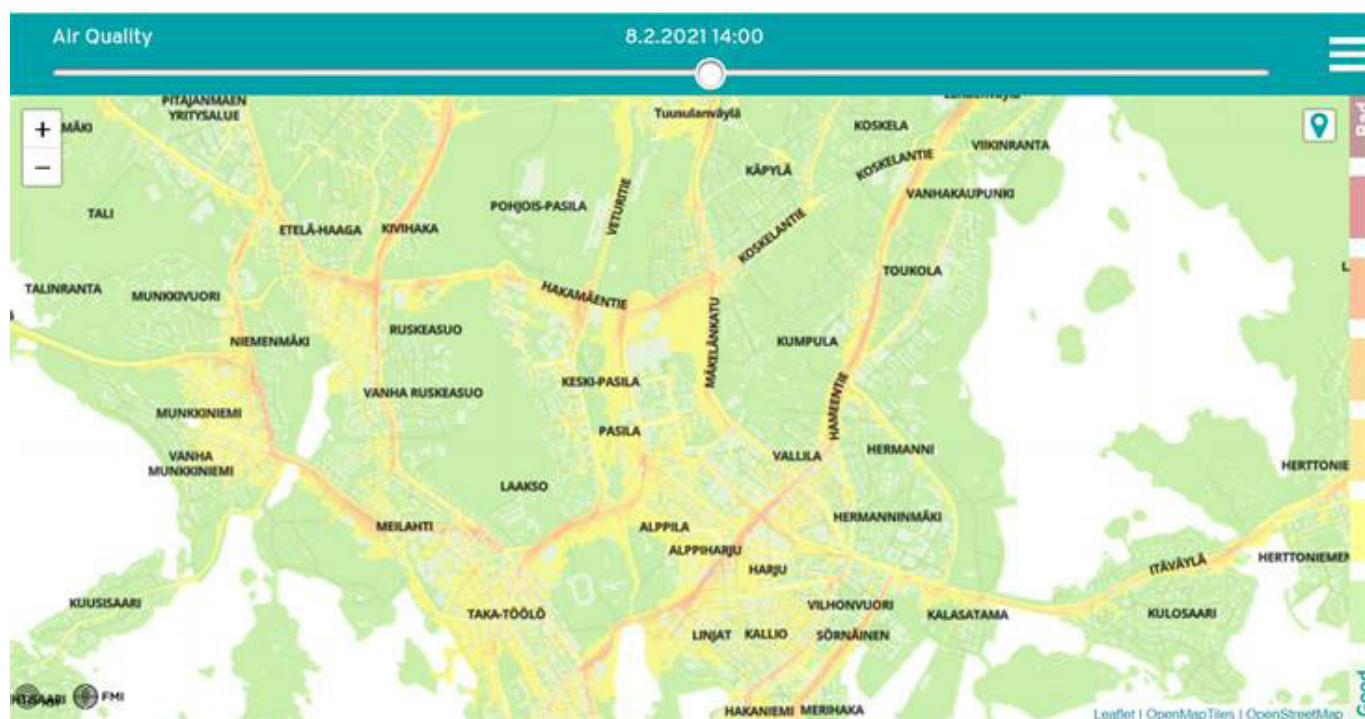 Air Quality
8.2.2021 14:00
+
−
PITÄJÄNMÄEN
YRITYSALUE
MÄKI
Tuusulanväylä
KOSKELA
Bad
KÄPYLÄ
KOSKELANTIE
VIIKINRANTA
VANHAKAUPUNKI
TALI
ETELÄ-HAAGA
KIVIHAKA
POHJOIS-PASILA
VETURITIE
KOSKELANTIE
TALINRANTA
MUNKKIVUORI
HAKAMÄENTIE
TOUKOLA
NIEMENMÄKI
RUSKEASUO
MÄKELÄNKATU
KUMPULA
VANHA RUSKEASUO
KESKI-PASILA
MUNKKINIEMI
HÄMEENTIE
PASILA
VALLILA
HERMANNI
VANHA
MUNKKINIEMI
HERTTONIE
LAAKSO
MEILAHTI
ALPPILA
HERMANNINMÄKI
ALPPIHARJU
HARJU
ITÄVÄYLÄ
HERTTONIEMEN
KUUSISAARI
TAKA-TÖÖLÖ
VILHONVUORI
KALASATAMA
KULOSAARI
LINJAT
KALLIO
SÖRNÄINEN
FMI
HAKANIEMI
MERIHAKA
Good
Leaflet | OpenMapTiles | OpenStreetMap